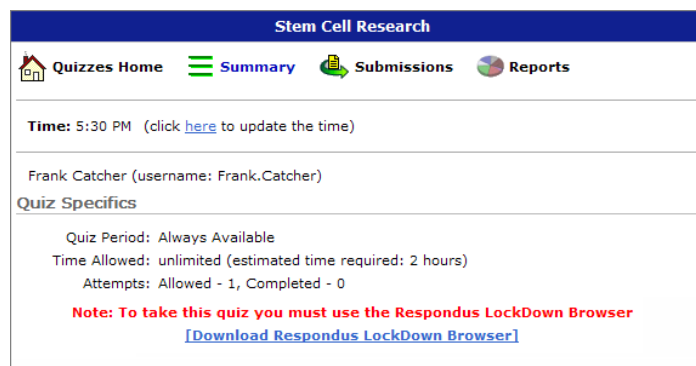 Stem Cell Research
Quizzes Home Summary Submissions Reports
Time: 5:30 PM (click here to update the time)
Frank Catcher (username: Frank.Catcher)
Quiz Specifics
Quiz Period: Always Available
Time Allowed: unlimited (estimated time required: 2 hours)
Attempts: Allowed - 1, Completed - 0
Note: To take this quiz you must use the Respondus LockDown Browser
[Download Respondus LockDown Browser]